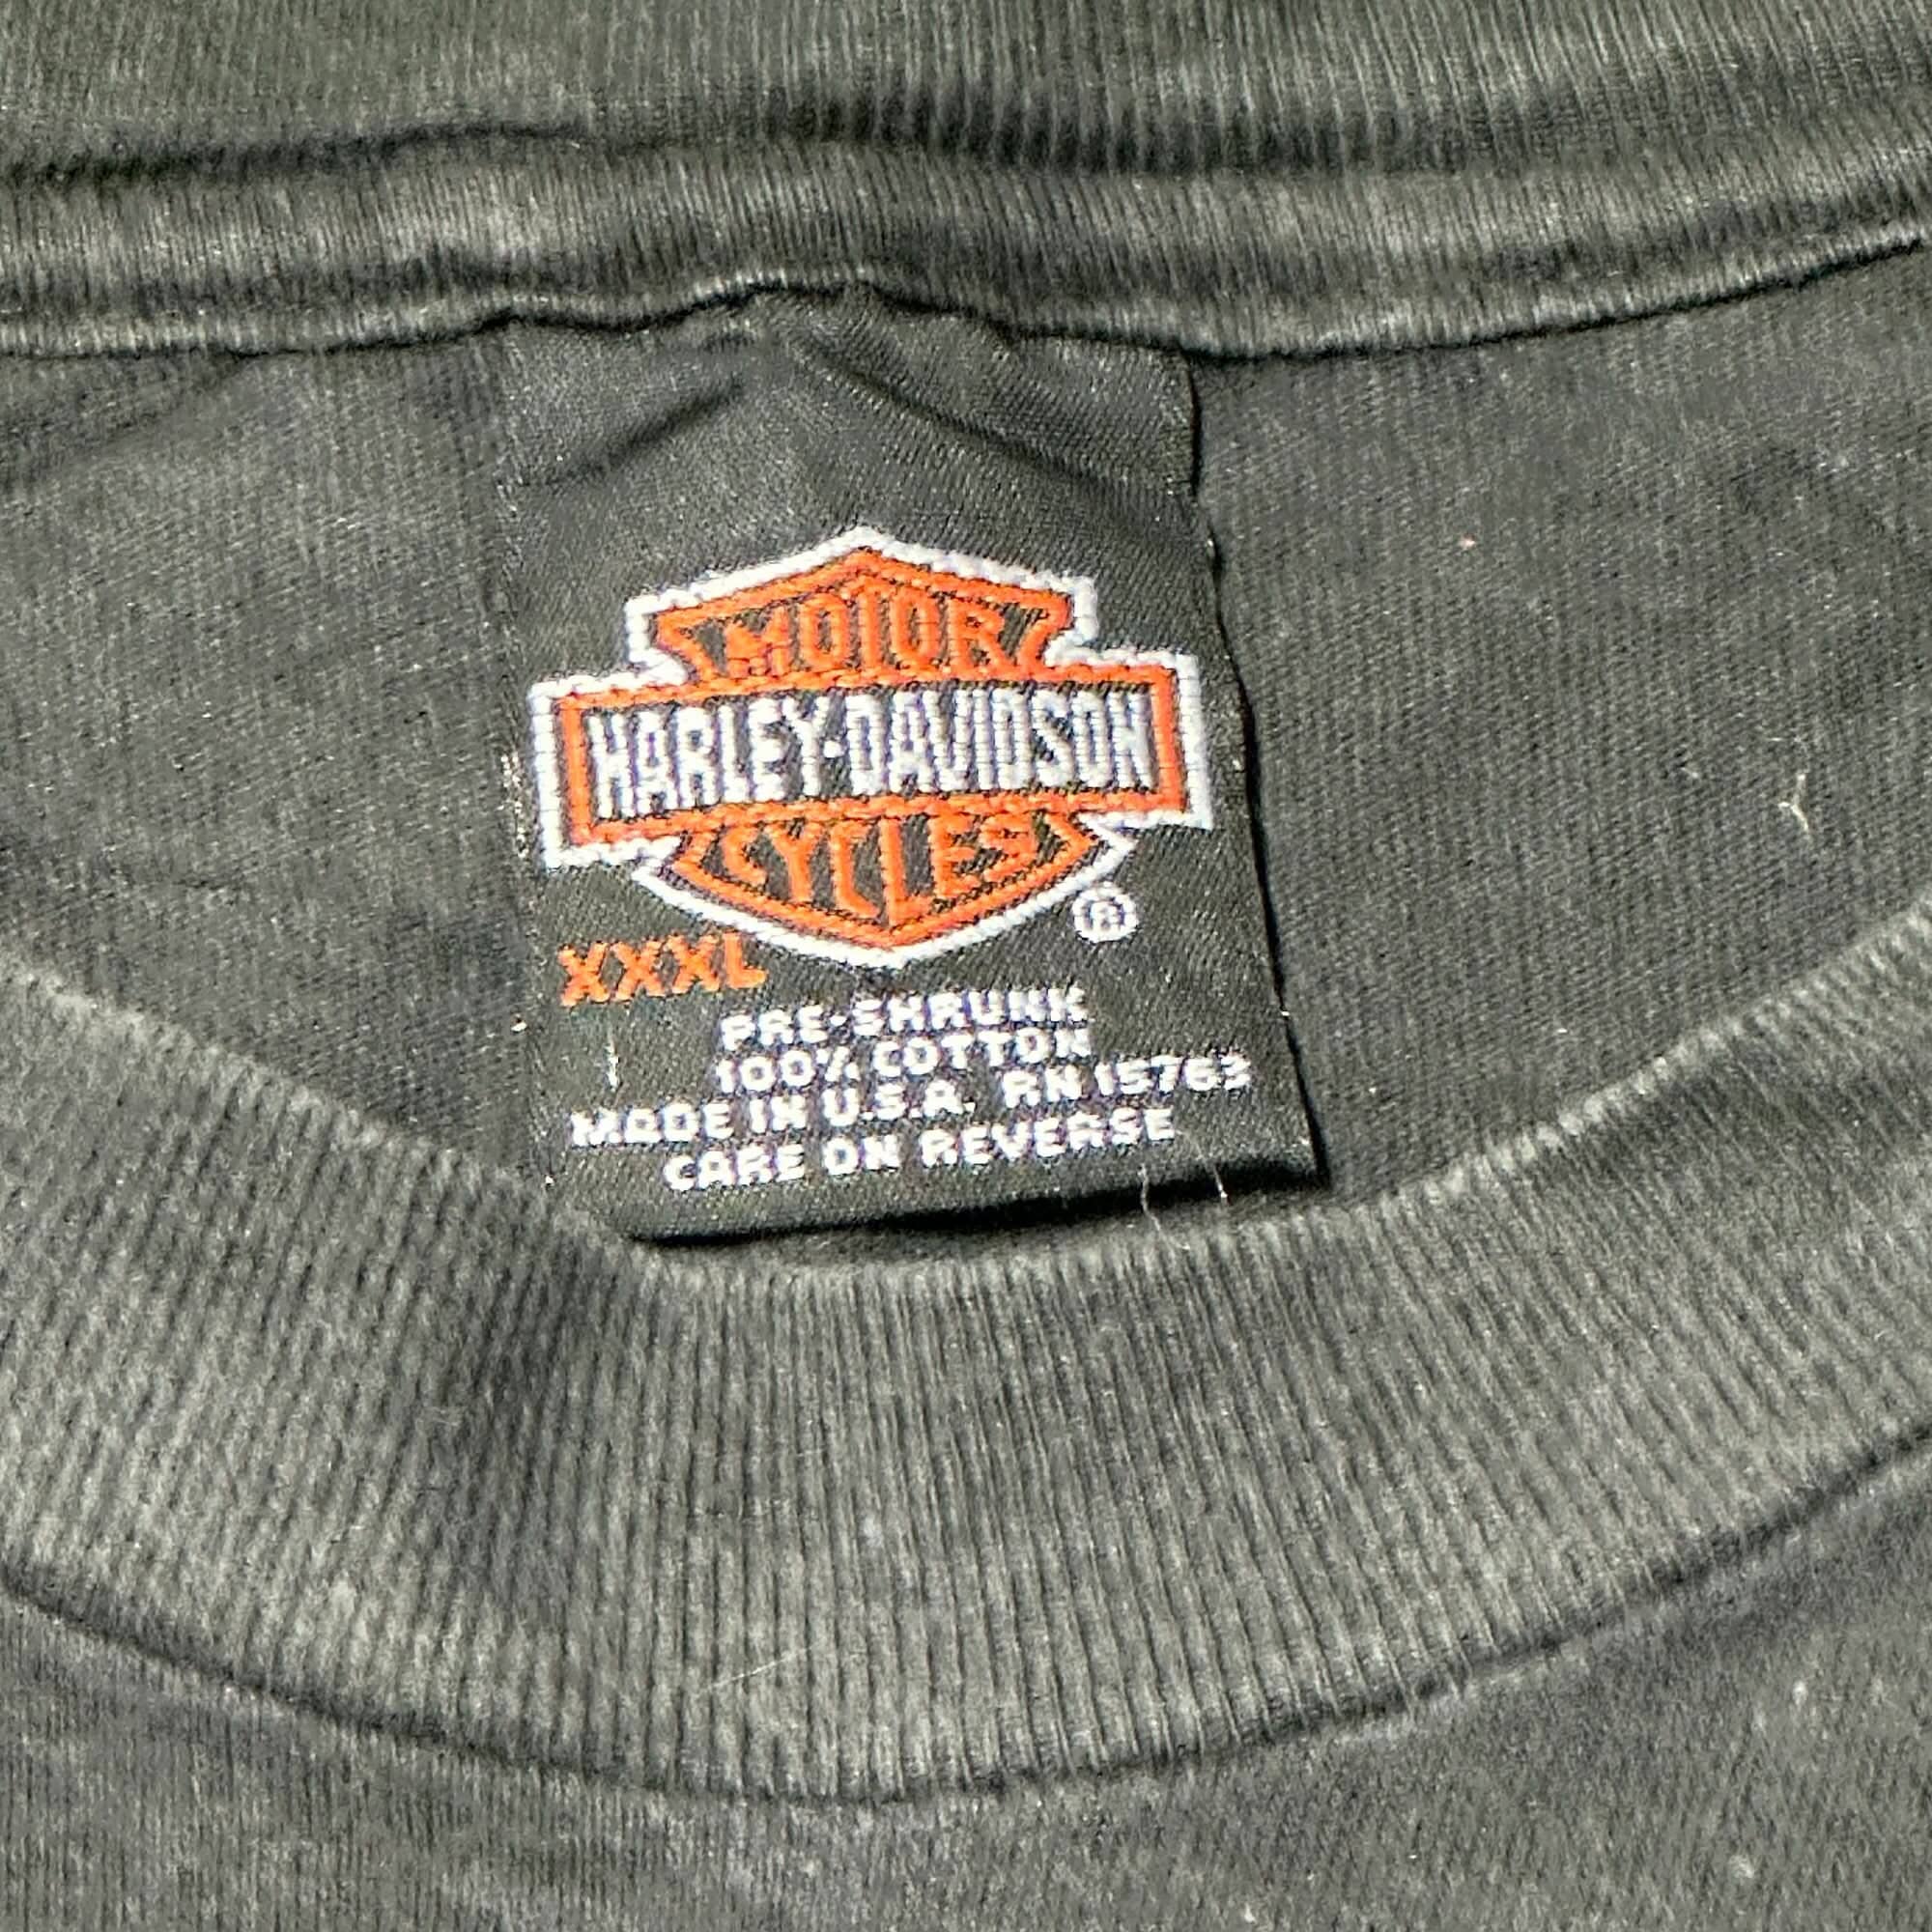 MOTOR
HARLEY-DAVIDSON
CYCLES
®
XXXL
PRE-SHRUNK
100% COTTON
MADE IN U.S.A. RN 15763
CARE ON REVERSE